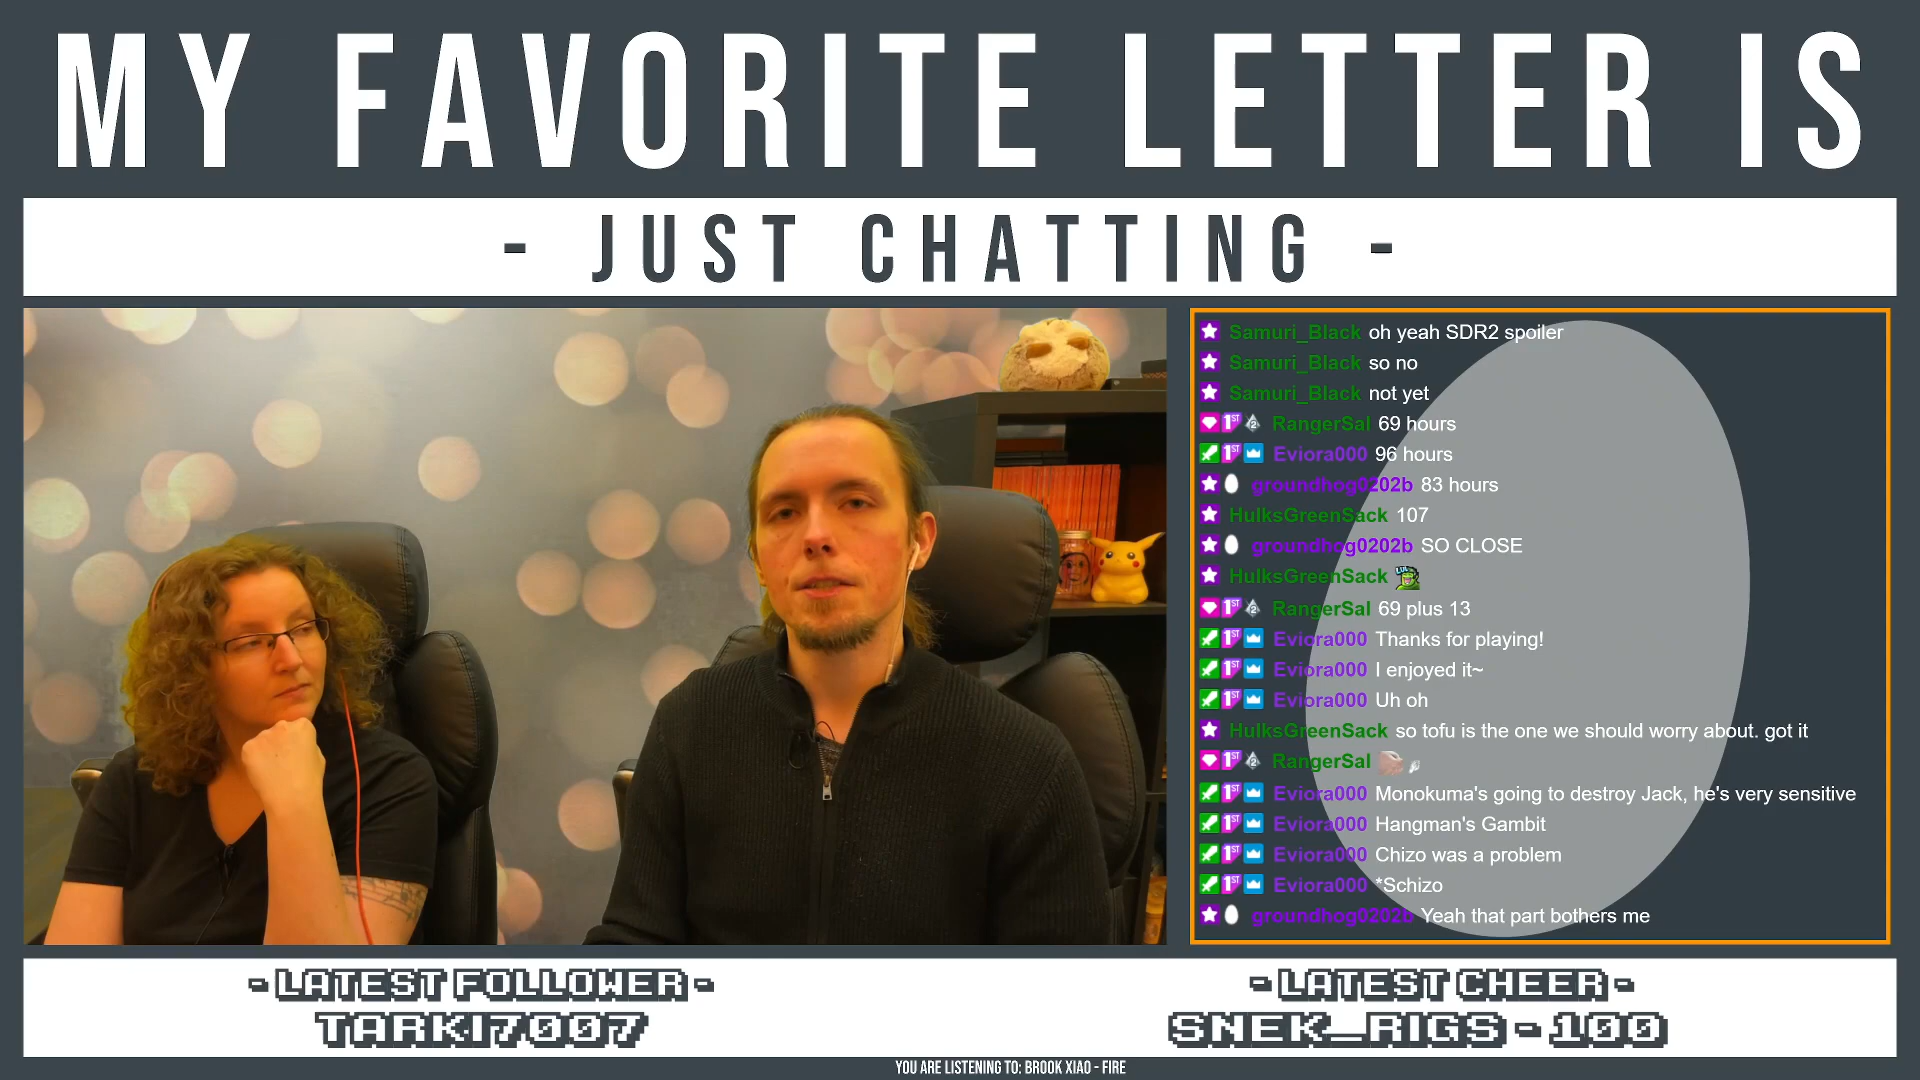 MY FAVORITE LETTER IS
- JUST CHATTING -
Samuri_Black oh yeah SDR2 spoiler
Samuri_Black so no
Samuri_Black not yet
RangerSal 69 hours
Eviora000 96 hours
groundhog0202b 83 hours
HulksGreenSack 107
groundhog0202b SO CLOSE
HulksGreenSack
RangerSal 69 plus 13
Eviora000 Thanks for playing!
Eviora000 I enjoyed it~
Eviora000 Uh oh
HulksGreenSack so tofu is the one we should worry about. got it
RangerSal
Eviora000 Monokuma's going to destroy Jack, he's very sensitive
Eviora000 Hangman's Gambit
Eviora000 Chizo was a problem
Eviora000 *Schizo
groundhog0202b Yeah that part bothers me
- LATEST FOLLOWER -
TARKI7007
- LATEST CHEER -
SNEK_RIGS - 100
YOU ARE LISTENING TO: BROOK XIAO - FIRE